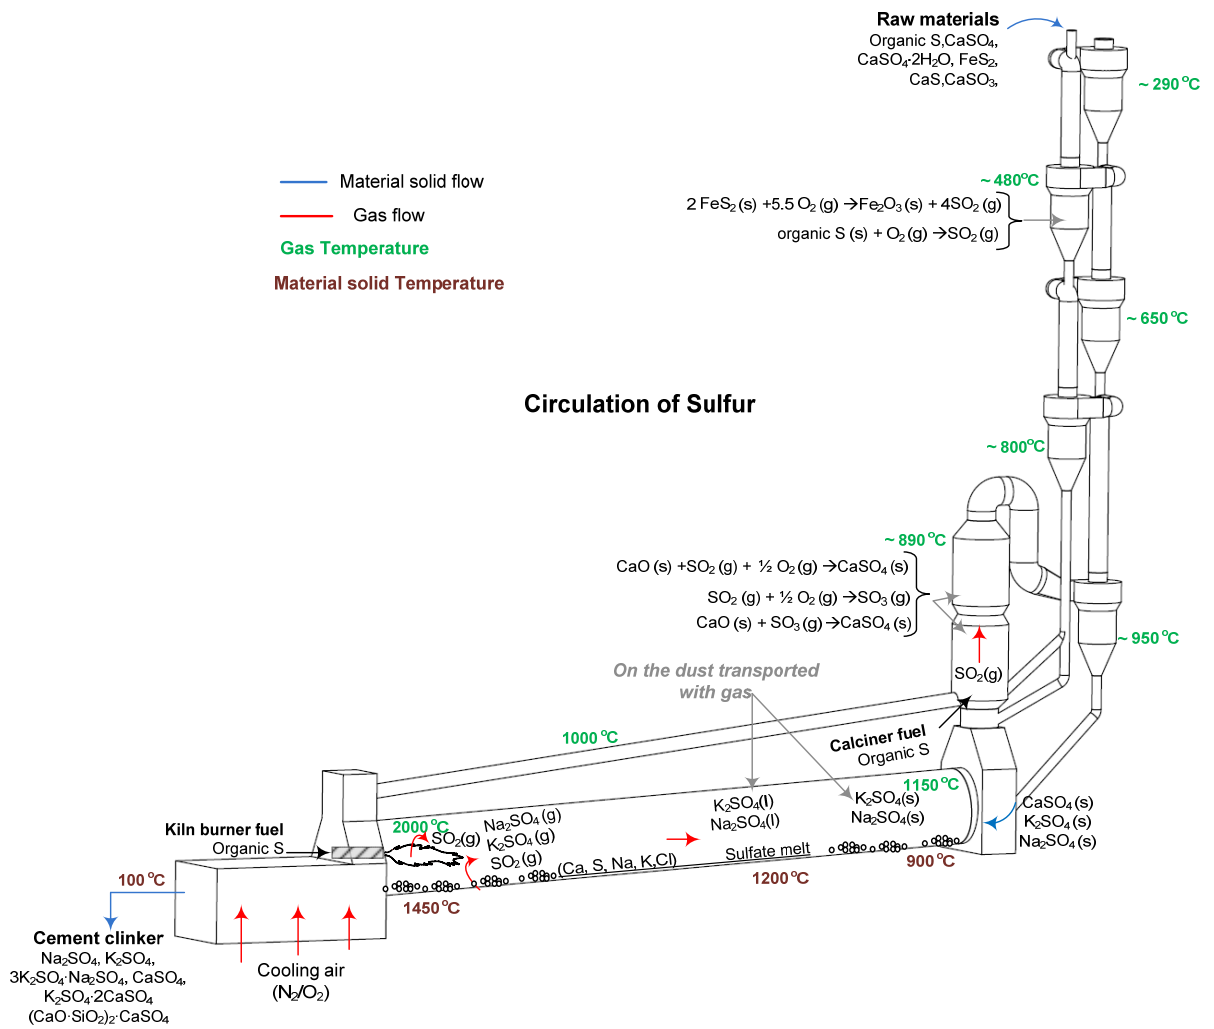 Raw materials
Organic S,CaSO₄,
CaSO₄·2H₂O, FeS₂,
CaS,CaSO₃,
~ 290 °C
Material solid flow
Gas flow
Gas Temperature
Material solid Temperature
~ 480°C
2 FeS₂ (s) +5.5 O₂ (g) →Fe₂O₃ (s) + 4SO₂ (g)
organic S (s) + O₂ (g) →SO₂ (g)
~ 650 °C
Circulation of Sulfur
~ 800°C
~ 890 °C
CaO (s) +SO₂ (g) + ½ O₂ (g) →CaSO₄ (s)
SO₂ (g) + ½ O₂ (g) →SO₃ (g)
CaO (s) + SO₃ (g) →CaSO₄ (s)
~ 950 °C
On the dust transported
with gas
SO₂(g)
Calciner fuel
Organic S
1000 °C
1150 °C
K₂SO₄(l)
Na₂SO₄(l)
K₂SO₄(s)
Na₂SO₄(s)
CaSO₄ (s)
K₂SO₄ (s)
Na₂SO₄ (s)
Kiln burner fuel
Organic S
2000 °C
SO₂(g)
Na₂SO₄ (g)
K₂SO₄ (g)
SO₂ (g)
(Ca, S, Na, K,Cl)
Sulfate melt
900 °C
1200 °C
1450 °C
100 °C
Cement clinker
Na₂SO₄, K₂SO₄,
3K₂SO₄·Na₂SO₄, CaSO₄,
K₂SO₄·2CaSO₄
(CaO·SiO₂)₂·CaSO₄
Cooling air
(N₂/O₂)